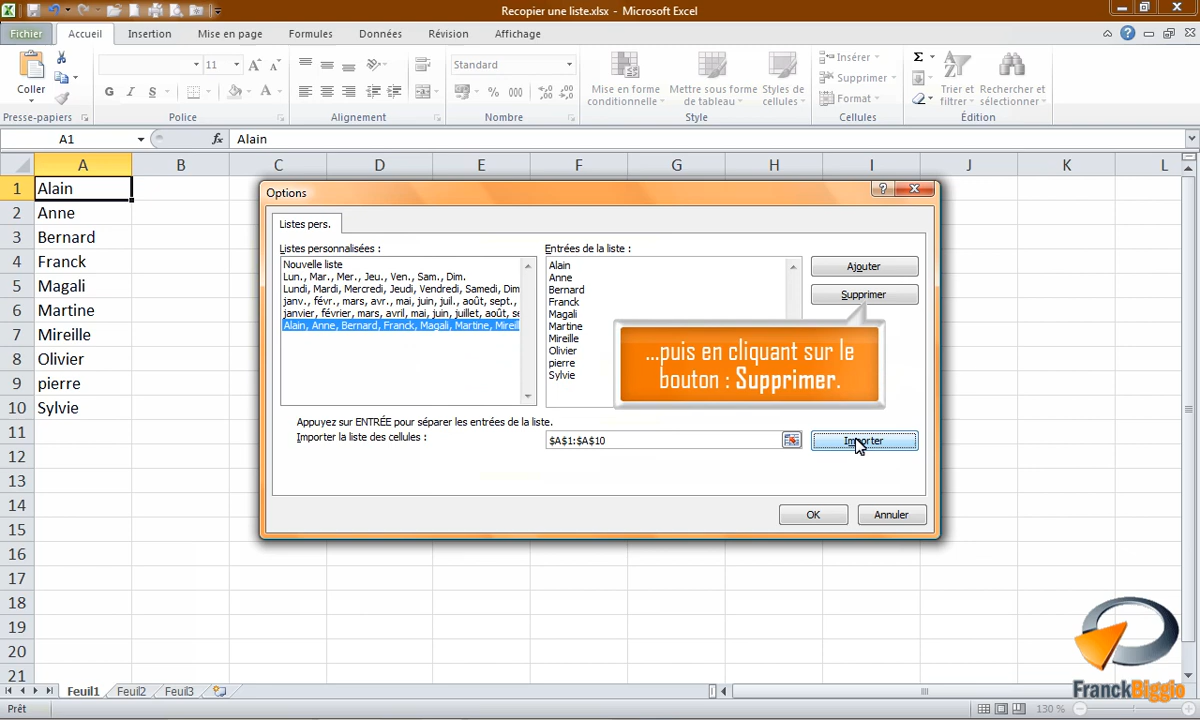 Recopier une liste.xlsx - Microsoft Excel
Fichier Accueil Insertion Mise en page Formules Données Révision Affichage
Coller
11
G I S
A
Standard
% 000
Mise en forme conditionnelle
Mettre sous forme de tableau
Styles de cellules
Insérer
Supprimer
Format
Σ
Trier et filtrer
Rechercher et sélectionner
Presse-papiers Police Alignement Nombre Style Cellules Édition
A1 fx Alain
A B C D E F G H I J K L
1 Alain
2 Anne
3 Bernard
4 Franck
5 Magali
6 Martine
7 Mireille
8 Olivier
9 pierre
10 Sylvie
11
12
13
14
15
16
17
18
19
20
21
Options
?
Listes pers.
Listes personnalisées :
Nouvelle liste
Lun., Mar., Mer., Jeu., Ven., Sam., Dim.
Lundi, Mardi, Mercredi, Jeudi, Vendredi, Samedi, Dim
janv., févr., mars, avr., mai, juin, juil., août, sept.,
janvier, février, mars, avril, mai, juin, juillet, août, se
Alain, Anne, Bernard, Franck, Magali, Martine, Mireill
Entrées de la liste :
Alain
Anne
Bernard
Franck
Magali
Martine
Mireille
Olivier
pierre
Sylvie
Ajouter
Supprimer
...puis en cliquant sur le
bouton : Supprimer.
Appuyez sur ENTRÉE pour séparer les entrées de la liste.
Importer la liste des cellules :
$A$1:$A$10
Importer
OK Annuler
FranckBiggio
Feuil1 Feuil2 Feuil3
Prêt
130 %